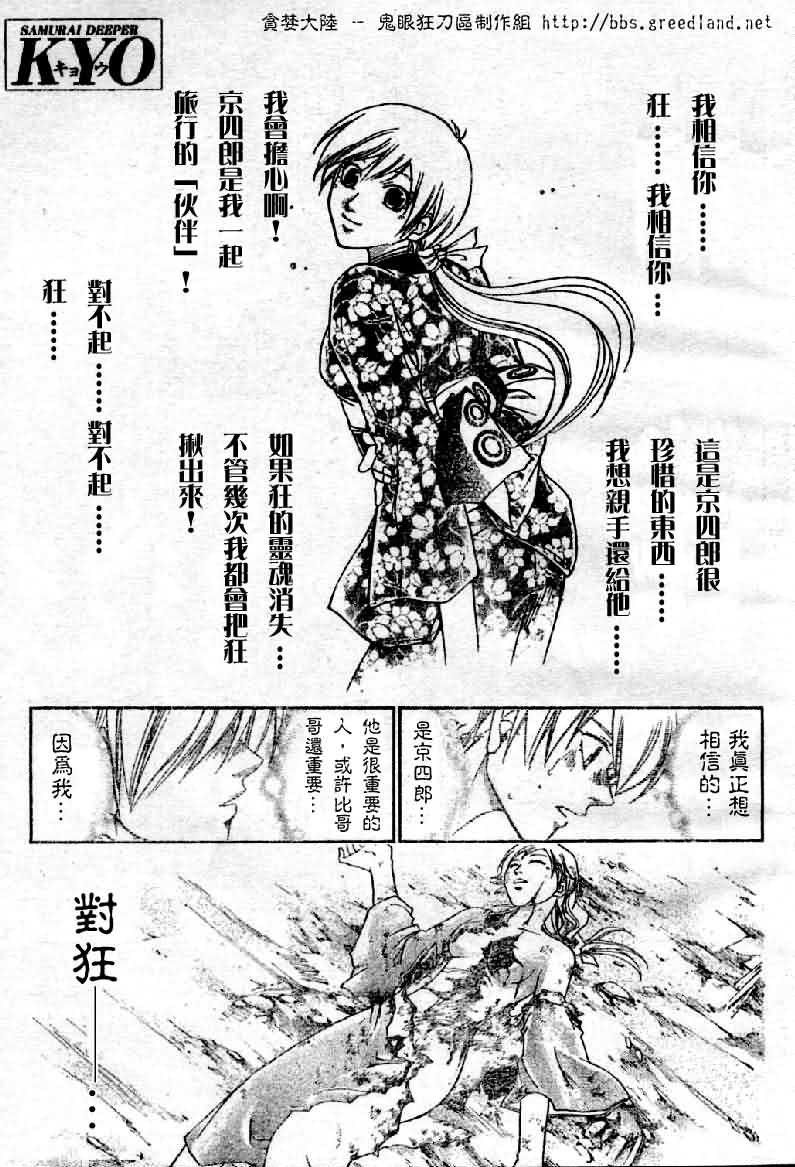 貪婪大陸 -- 鬼眼狂刀區制作組 http://bbs.greedland.net
SAMURAI DEEPER
KYO
キョウ
我相信你……
狂……我相信你…
這是京四郎很
珍惜的東西……
我想親手還給他……
我會擔心啊！
京四郎是我一起
旅行的「伙伴」！
如果狂的靈魂消失…
不管幾次我都會把狂
揪出來！
對不起……對不起……
狂……
我真正想
相信的…
是京四郎…
他是很重要的
人，或許比哥
哥還重要…
因為我…
對狂——…